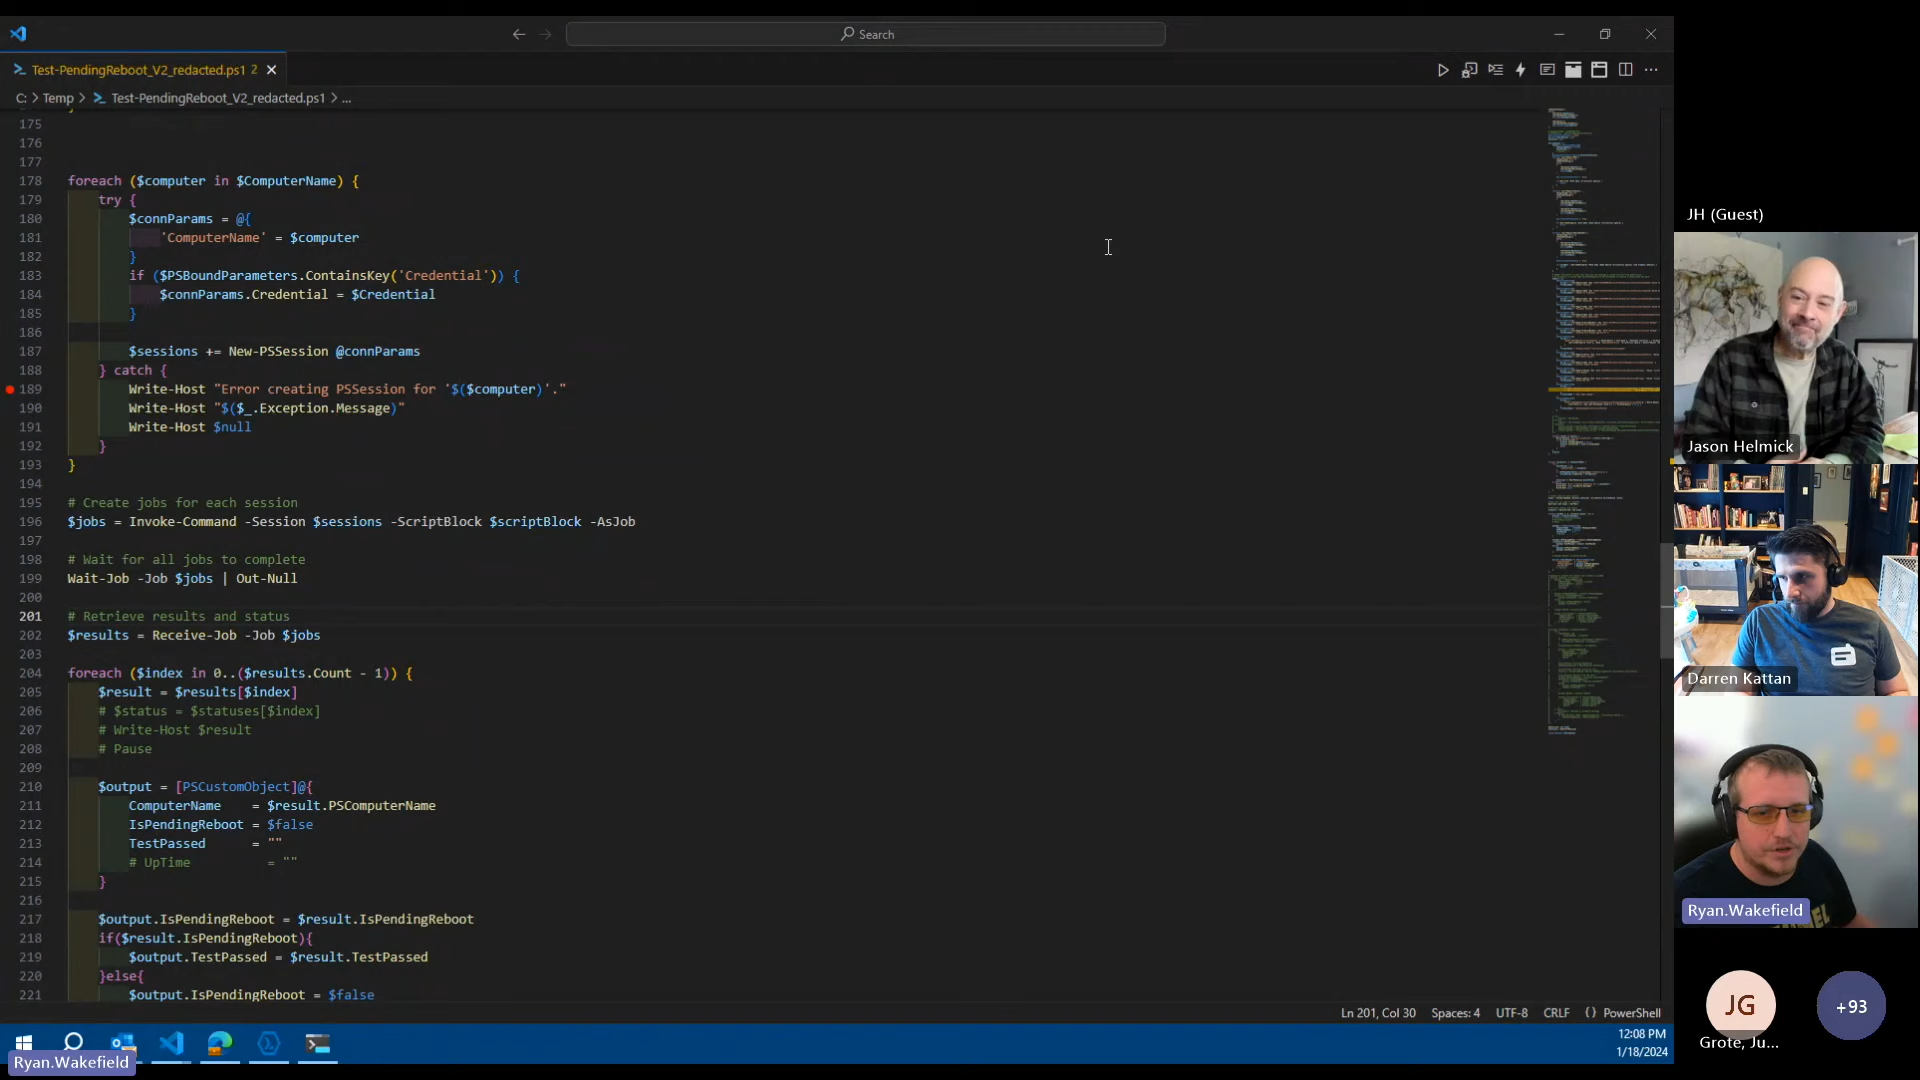 Search
Test-PendingReboot_V2_redacted.ps1 2
C: > Temp > Test-PendingReboot_V2_redacted.ps1 > ...
175
176
177
178 foreach ($computer in $ComputerName) {
179 try {
180 $connParams = @{
181 'ComputerName' = $computer
182 }
183 if ($PSBoundParameters.ContainsKey('Credential')) {
184 $connParams.Credential = $Credential
185 }
186
187 $sessions += New-PSSession @connParams
188 } catch {
189 Write-Host "Error creating PSSession for '$($computer)'."
190 Write-Host "$($_.Exception.Message)"
191 Write-Host $null
192 }
193 }
194
195 # Create jobs for each session
196 $jobs = Invoke-Command -Session $sessions -ScriptBlock $scriptBlock -AsJob
197
198 # Wait for all jobs to complete
199 Wait-Job -Job $jobs | Out-Null
200
201 # Retrieve results and status
202 $results = Receive-Job -Job $jobs
203
204 foreach ($index in 0..($results.Count - 1)) {
205 $result = $results[$index]
206 # $status = $statuses[$index]
207 # Write-Host $result
208 # Pause
209
210 $output = [PSCustomObject]@{
211 ComputerName = $result.PSComputerName
212 IsPendingReboot = $false
213 TestPassed = ""
214 # UpTime = ""
215 }
216
217 $output.IsPendingReboot = $result.IsPendingReboot
218 if($result.IsPendingReboot){
219 $output.TestPassed = $result.TestPassed
220 }else{
221 $output.IsPendingReboot = $false
Ln 201, Col 30 Spaces: 4 UTF-8 CRLF {} PowerShell
12:08 PM
1/18/2024
Ryan.Wakefield
JH (Guest)
Jason Helmick
Darren Kattan
Ryan.Wakefield
JG
+93
Grote, Ju...